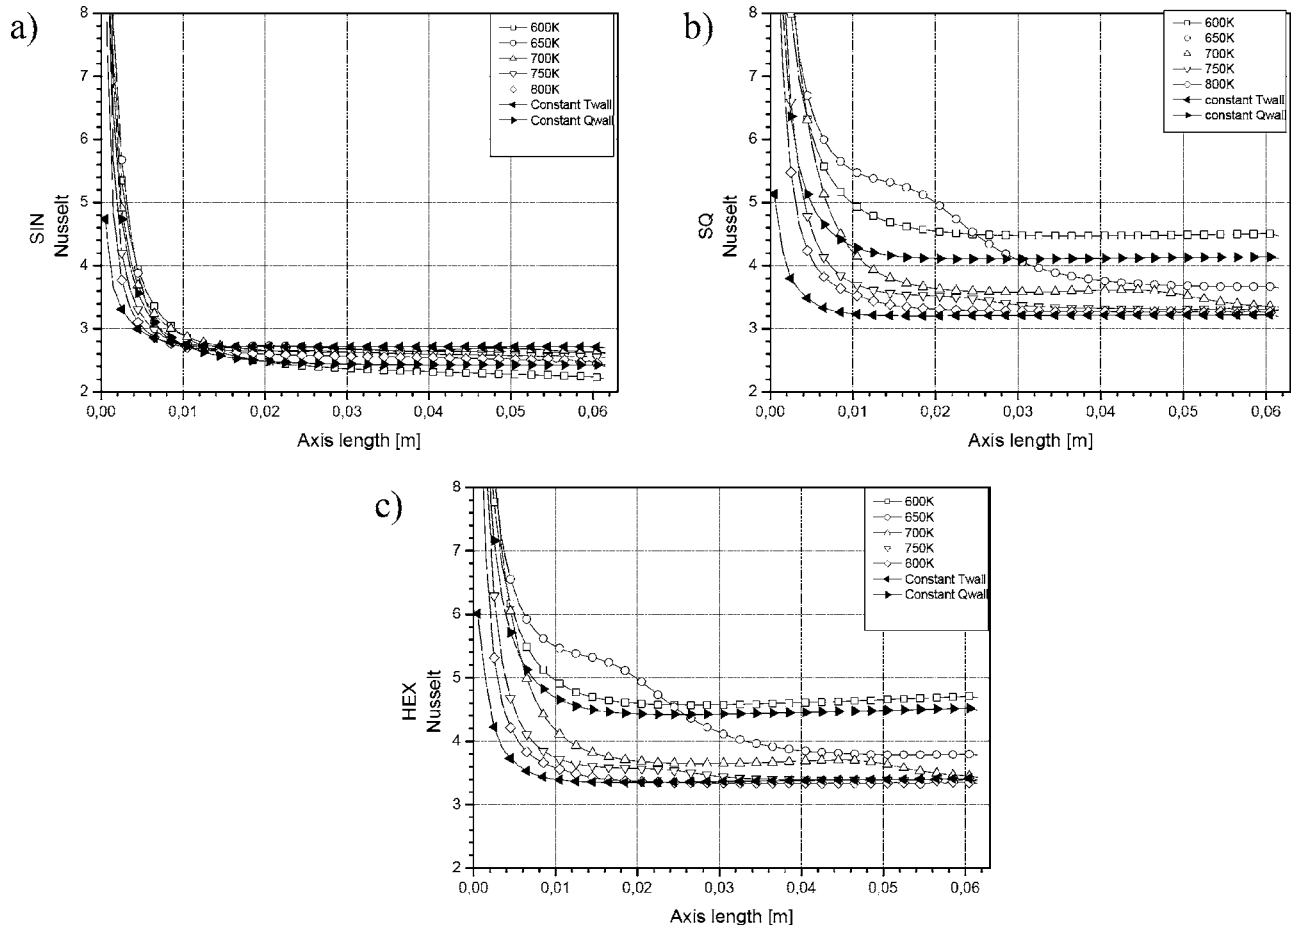 a)
8
7
6
5
4
3
2
SIN
Nusselt
600K
650K
700K
750K
800K
Constant Twall
Constant Qwall
0,00
0,01
0,02
0,03
0,04
0,05
0,06
Axis length [m]
b)
8
7
6
5
4
3
2
SQ
Nusselt
600K
650K
700K
750K
800K
constant Twall
constant Qwall
0,00
0,01
0,02
0,03
0,04
0,05
0,06
Axis length [m]
c)
8
7
6
5
4
3
2
HEX
Nusselt
600K
650K
700K
750K
800K
Constant Twall
Constant Qwall
0,00
0,01
0,02
0,03
0,04
0,05
0,06
Axis length [m]